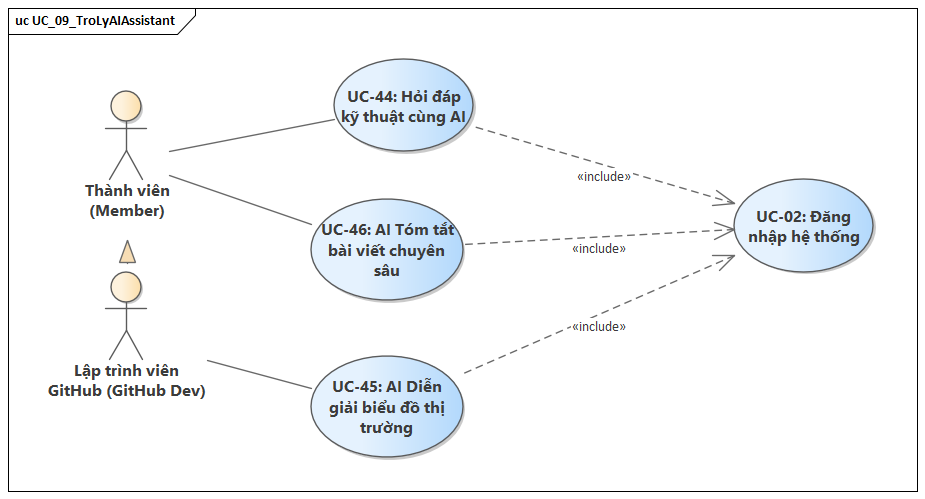 uc UC_09_TroLyAIAssistant
UC-44: Hỏi đáp
kỹ thuật cùng AI
Thành viên
(Member)
«include»
UC-46: AI Tóm tắt
bài viết chuyên
sâu
UC-02: Đăng
nhập hệ thống
«include»
«include»
Lập trình viên
GitHub (GitHub Dev)
UC-45: AI Diễn
giải biểu đồ thị
trường